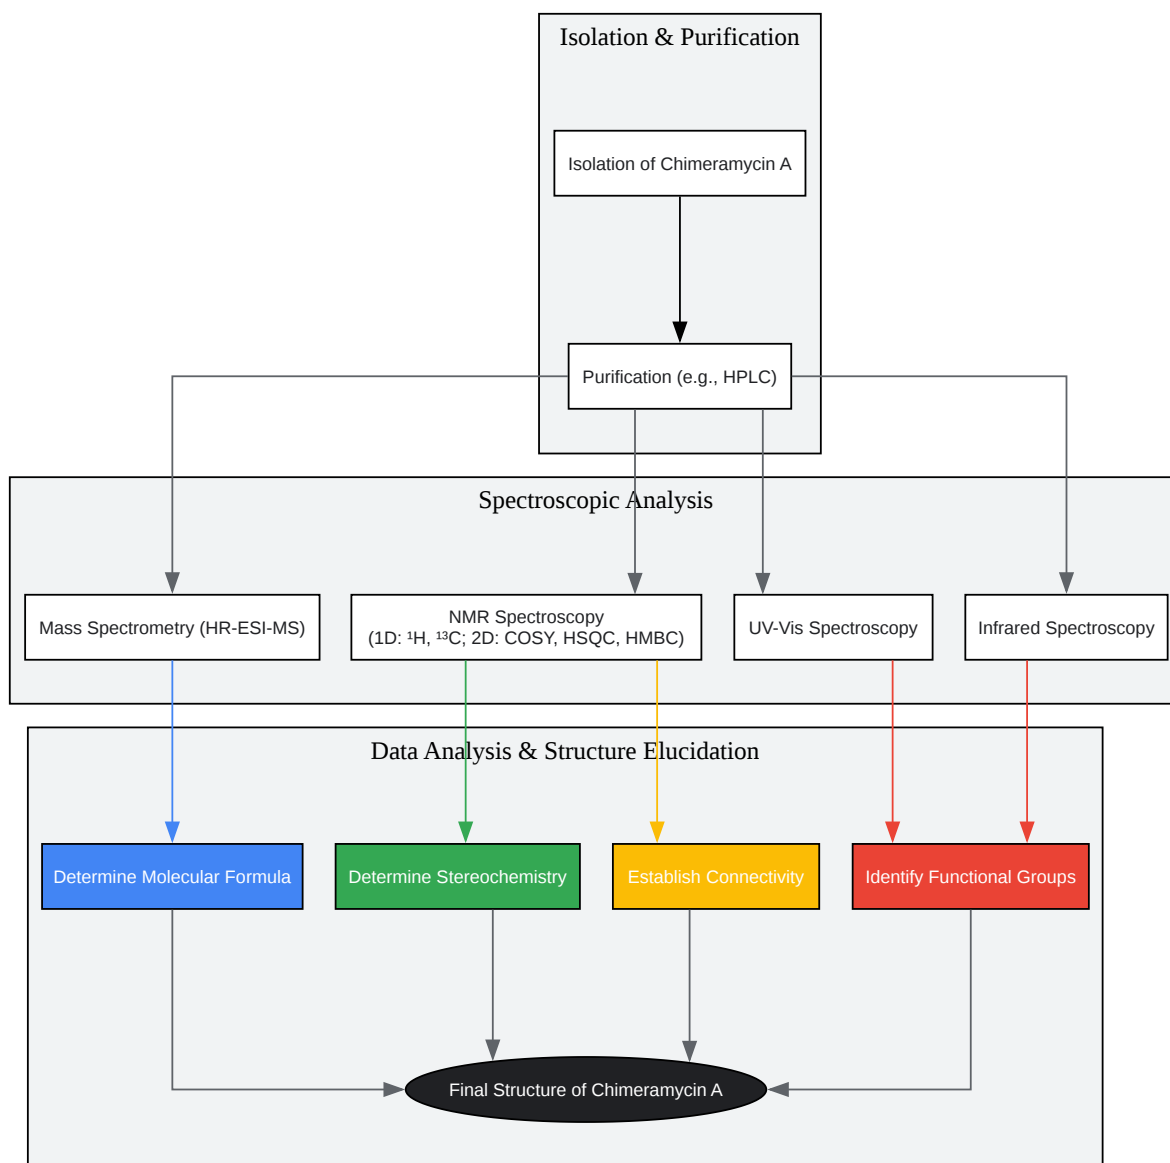 Isolation & Purification
Isolation of Chimeramycin A
Purification (e.g., HPLC)
Spectroscopic Analysis
Mass Spectrometry (HR-ESI-MS)
NMR Spectroscopy
(1D: ¹H, ¹³C; 2D: COSY, HSQC, HMBC)
UV-Vis Spectroscopy
Infrared Spectroscopy
Data Analysis & Structure Elucidation
Determine Molecular Formula
Determine Stereochemistry
Establish Connectivity
Identify Functional Groups
Final Structure of Chimeramycin A